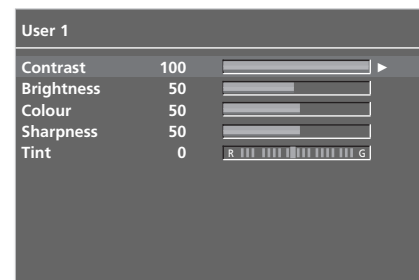 User 1
Contrast 100
Brightness 50
Colour 50
Sharpness 50
Tint 0 R G